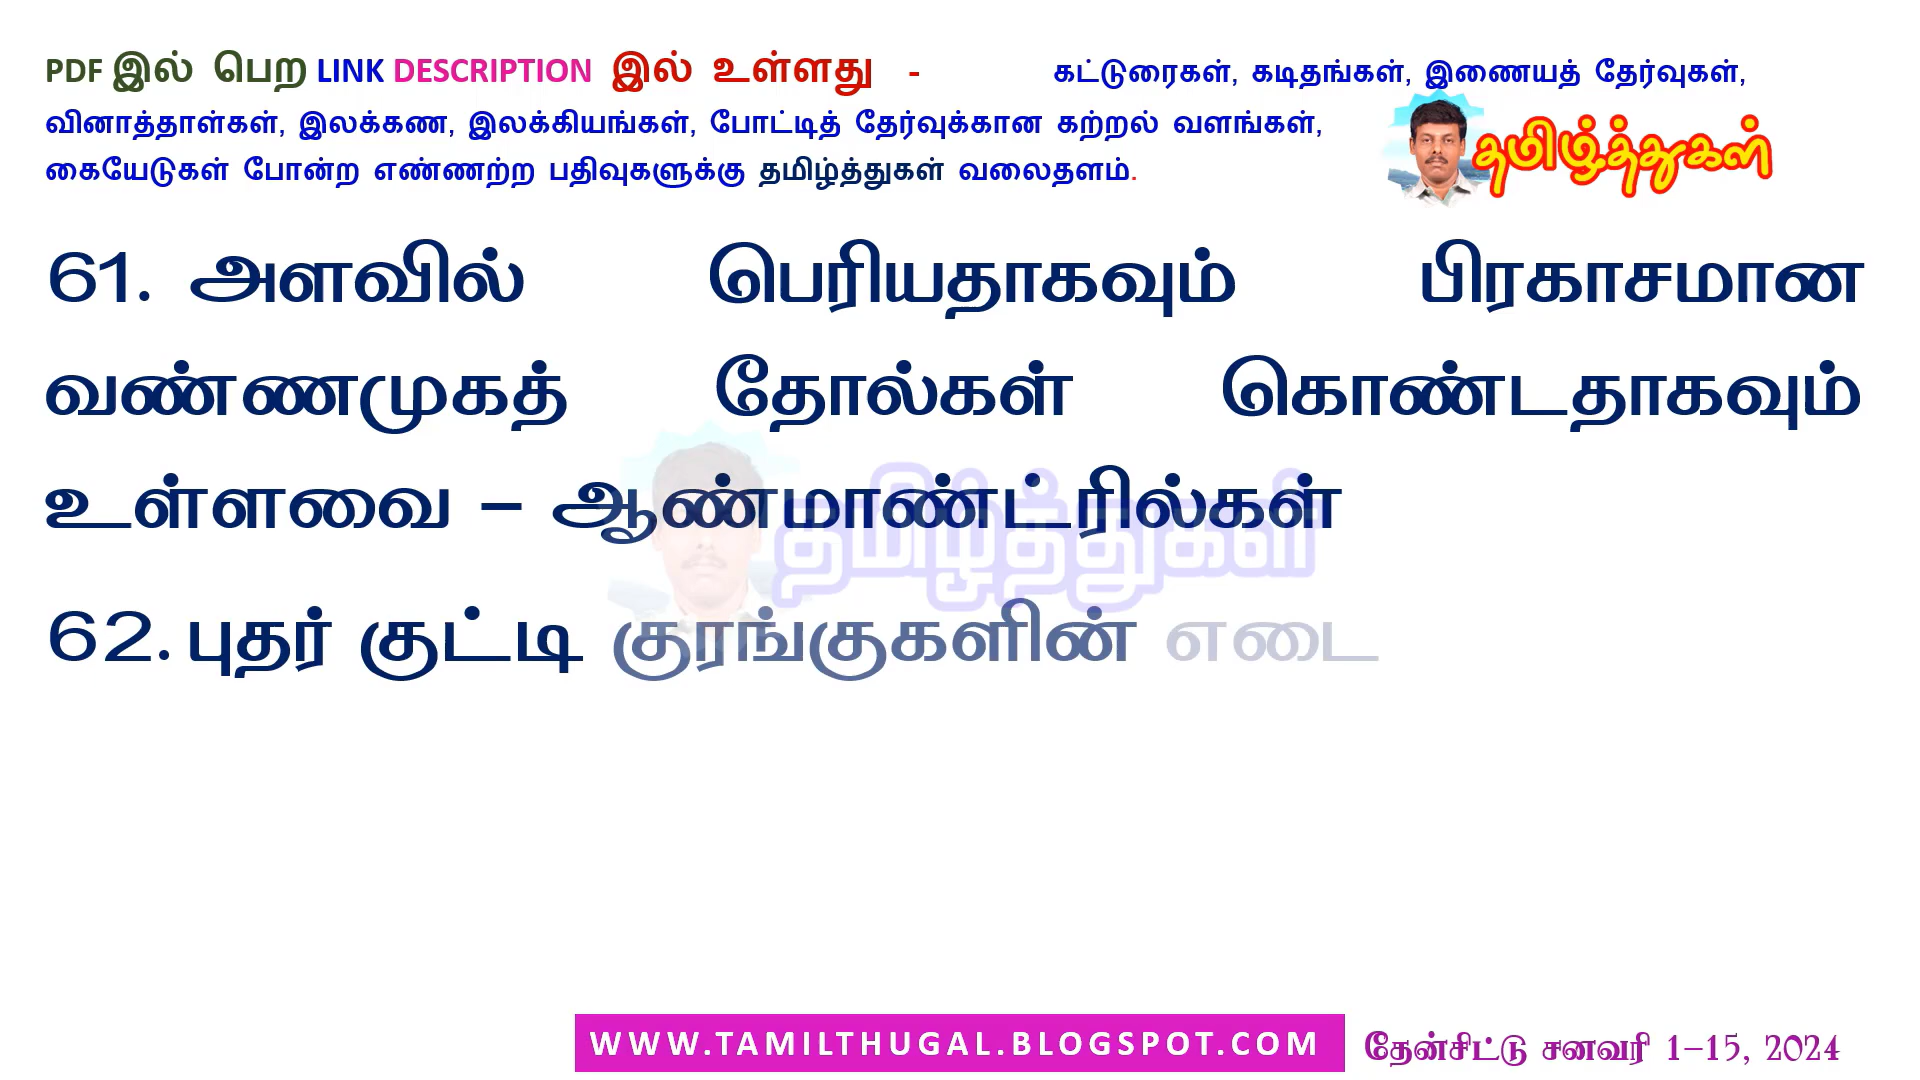 PDF இல் பெற LINK DESCRIPTION இல் உள்ளது - கட்டுரைகள், கடிதங்கள், இணையத் தேர்வுகள்,
வினாத்தாள்கள், இலக்கண, இலக்கியங்கள், போட்டித் தேர்வுக்கான கற்றல் வளங்கள்,
கையேடுகள் போன்ற எண்ணற்ற பதிவுகளுக்கு தமிழ்த்துகள் வலைதளம்.
தமிழ்த்துகள்
61. அளவில் பெரியதாகவும் பிரகாசமான
வண்ணமுகத் தோல்கள் கொண்டதாகவும்
உள்ளவை – ஆண்மாண்ட்ரில்கள்
தமிழ்த்துகள்
62. புதர் குட்டி குரங்குகளின் எடை
WWW.TAMILTHUGAL.BLOGSPOT.COM
தேன்சிட்டு சனவரி 1–15, 2024